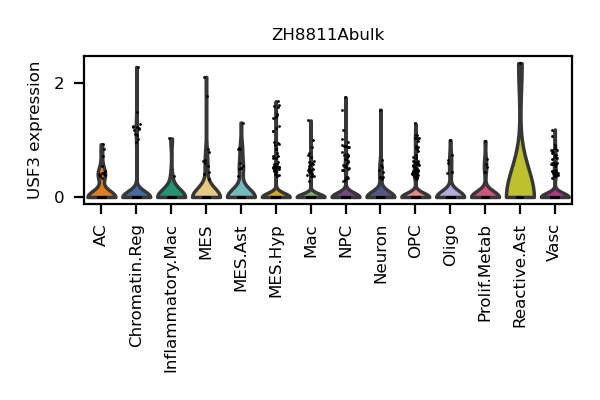 ZH8811Abulk
USF3 expression
2
0
AC
Chromatin.Reg
Inflammatory.Mac
MES
MES.Ast
MES.Hyp
Mac
NPC
Neuron
OPC
Oligo
Prolif.Metab
Reactive.Ast
Vasc